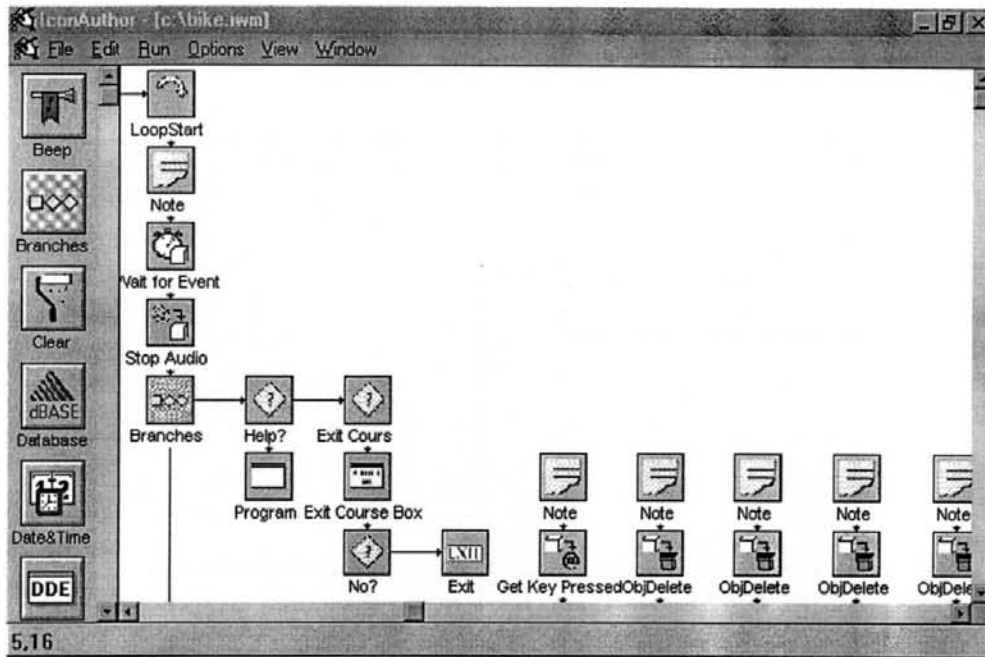 IconAuthor - [c:\bike.iwm]
File Edit Run Options View Window
Beep
Branches
Clear
dBASE
Database
Date&Time
DDE
LoopStart
Note
Wait for Event
Stop Audio
Branches Help? Exit Cours
Program Exit Course Box
Note Note Note Note Note
No? EXIT Exit Get Key Pressed ObjDelete ObjDelete ObjDelete ObjDele
5,16